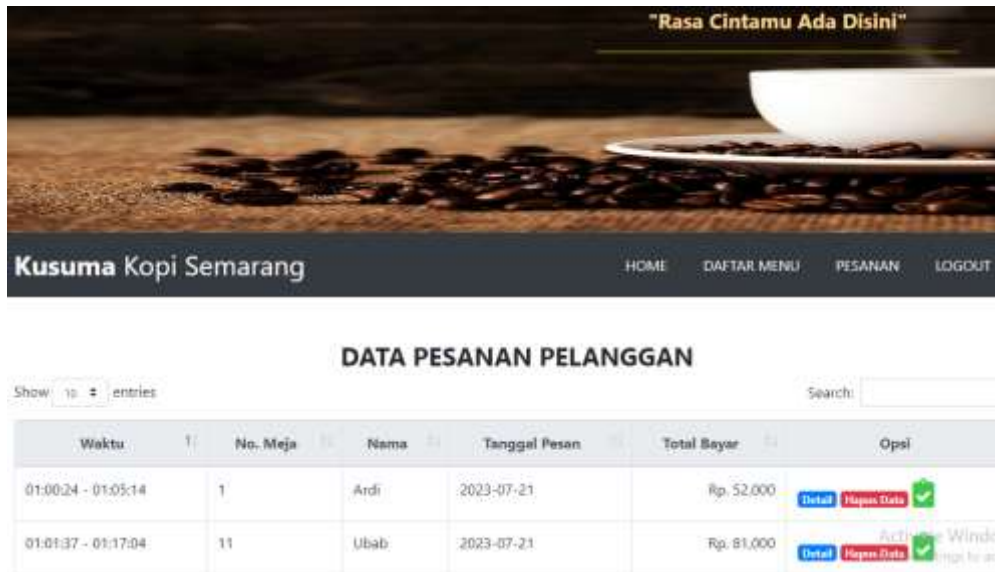 "Rasa Cintamu Ada Disini"
Kusuma Kopi Semarang HOME DAFTAR MENU PESANAN LOGOUT
DATA PESANAN PELANGGAN
Show 10 entries Search:
Waktu No. Meja Nama Tanggal Pesan Total Bayar Opsi
01:00:24 - 01:05:14 1 Ardi 2023-07-21 Rp. 52,000 Detail Hapus Data
01:01:37 - 01:17:04 11 Ubab 2023-07-21 Rp. 81,000 Detail Hapus Data